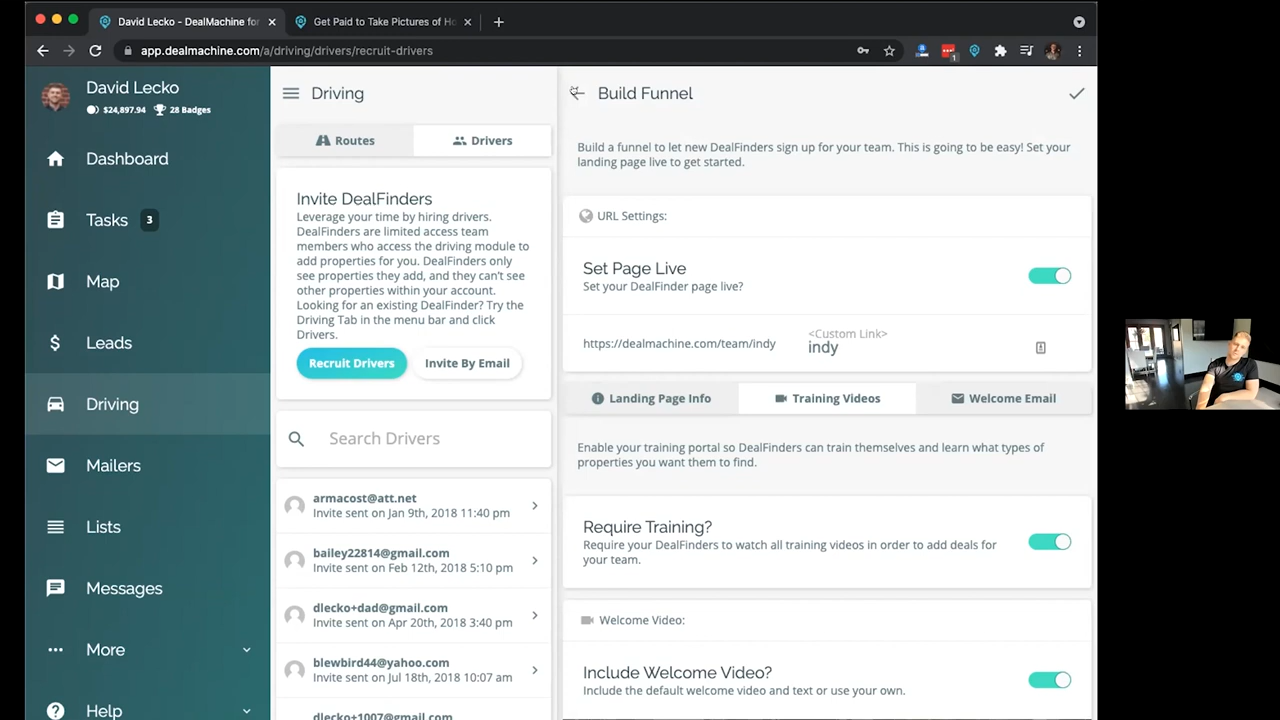 David Lecko - DealMachine for
Get Paid to Take Pictures of Ho
app.dealmachine.com/a/driving/drivers/recruit-drivers
1
David Lecko
$24,897.94
28 Badges
Dashboard
Tasks
3
Map
Leads
Driving
Mailers
Lists
Messages
More
Help
Driving
Routes
Drivers
Invite DealFinders
Leverage your time by hiring drivers.
DealFinders are limited access team
members who access the driving module to
add properties for you. DealFinders only
see properties they add, and they can't see
other properties within your account.
Looking for an existing DealFinder? Try the
Driving Tab in the menu bar and click
Drivers.
Recruit Drivers
Invite By Email
Search Drivers
armacost@att.net
Invite sent on Jan 9th, 2018 11:40 pm
bailey22814@gmail.com
Invite sent on Feb 12th, 2018 5:10 pm
dlecko+dad@gmail.com
Invite sent on Apr 20th, 2018 3:40 pm
blewbird44@yahoo.com
Invite sent on Jul 18th, 2018 10:07 am
dlecko+1007@gmail.com
Build Funnel
Build a funnel to let new DealFinders sign up for your team. This is going to be easy! Set your
landing page live to get started.
URL Settings:
Set Page Live
Set your DealFinder page live?
https://dealmachine.com/team/indy
<Custom Link>
indy
Landing Page Info
Training Videos
Welcome Email
Enable your training portal so DealFinders can train themselves and learn what types of
properties you want them to find.
Require Training?
Require your DealFinders to watch all training videos in order to add deals for
your team.
Welcome Video:
Include Welcome Video?
Include the default welcome video and text or use your own.